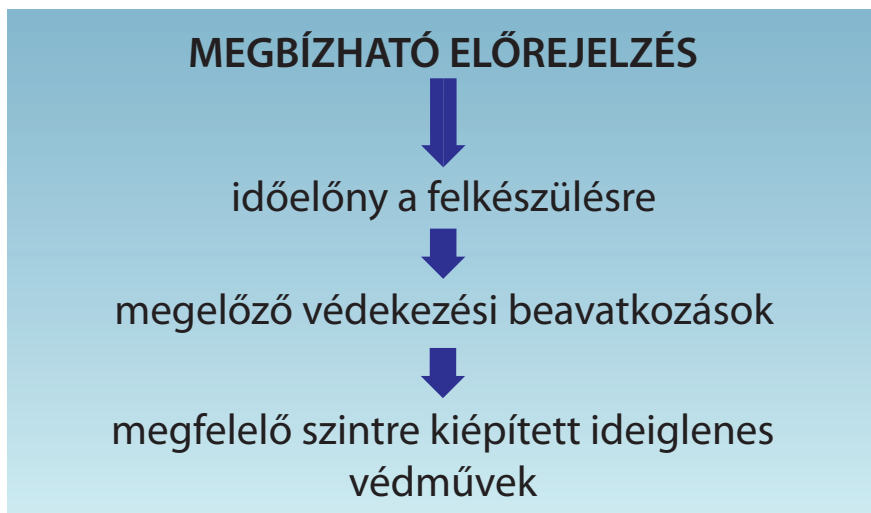 MEGBÍZHATÓ ELŐREJELZÉS
időelőny a felkészülésre
megelőző védekezési beavatkozások
megfelelő szintre kiépített ideiglenes
védművek